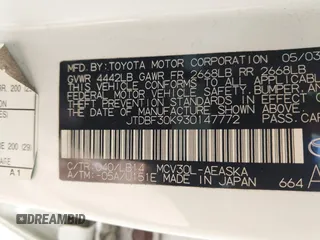 MFD. BY: TOYOTA MOTOR CORPORATION 05/03
GVWR 4442LB GAWR FR 2668LB RR 2668LB
THIS VEHICLE CONFORMS TO ALL APPLICABLE
FEDERAL MOTOR VEHICLE SAFETY, BUMPER, AND
THEFT PREVENTION STANDARDS IN EFFECT ON
THE DATE OF MANUFACTURE SHOWN ABOVE.
JTDBF30K930147772 PASS. CAR
C/TR: 040/LB14 MCV30L-AEASKA
A/TM: -05A/U151E MADE IN JAPAN 664
A1
DREAMBID